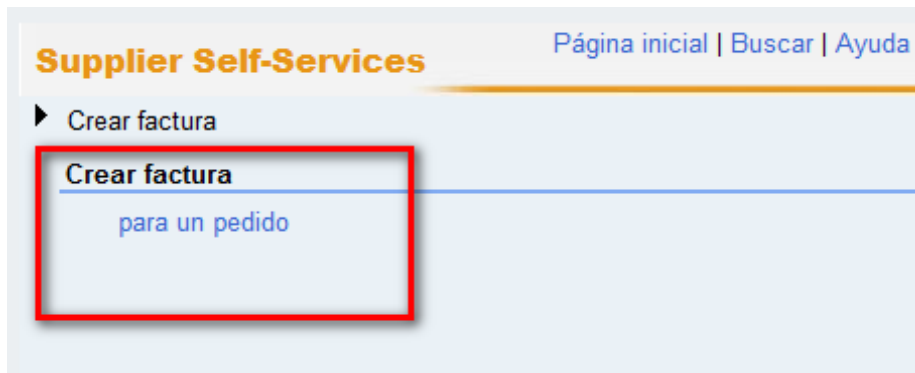 Supplier Self-Services
Página inicial | Buscar | Ayuda
Crear factura
Crear factura
para un pedido